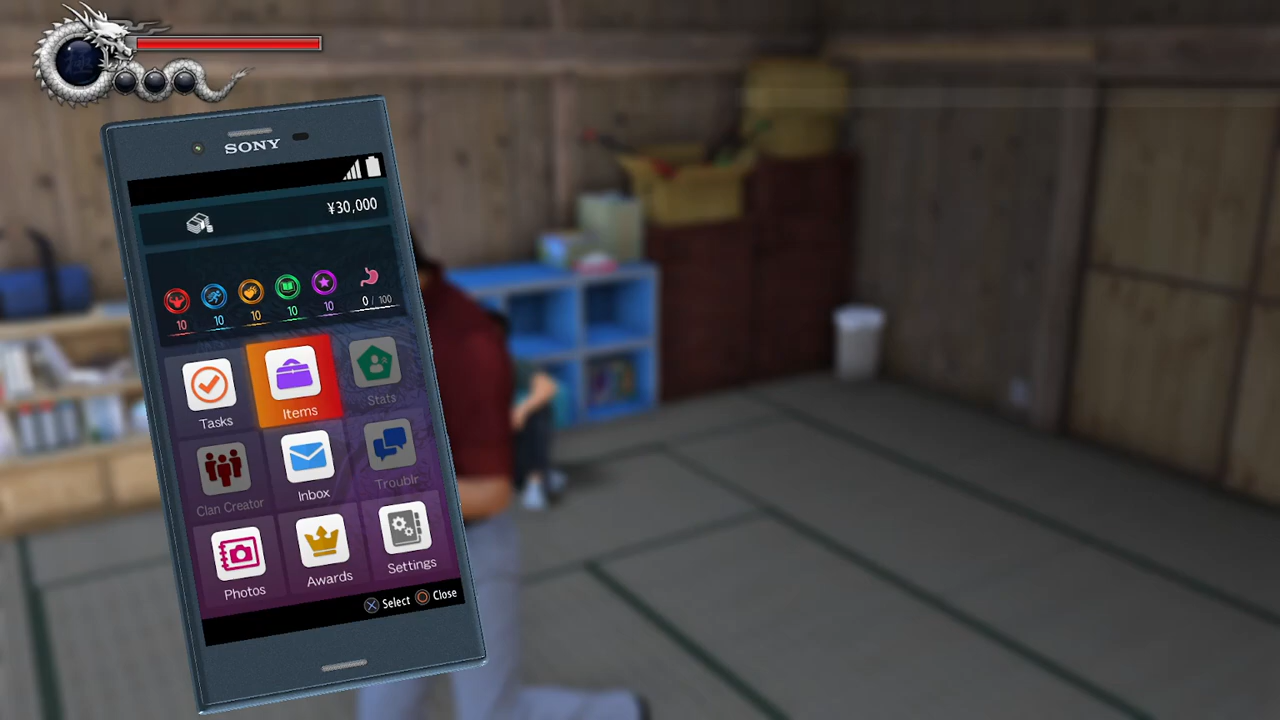 SONY
¥30,000
10 10 10 10 10 0 / 100
Tasks Items Stats
Clan Creator Inbox Troublr
Photos Awards Settings
Select Close